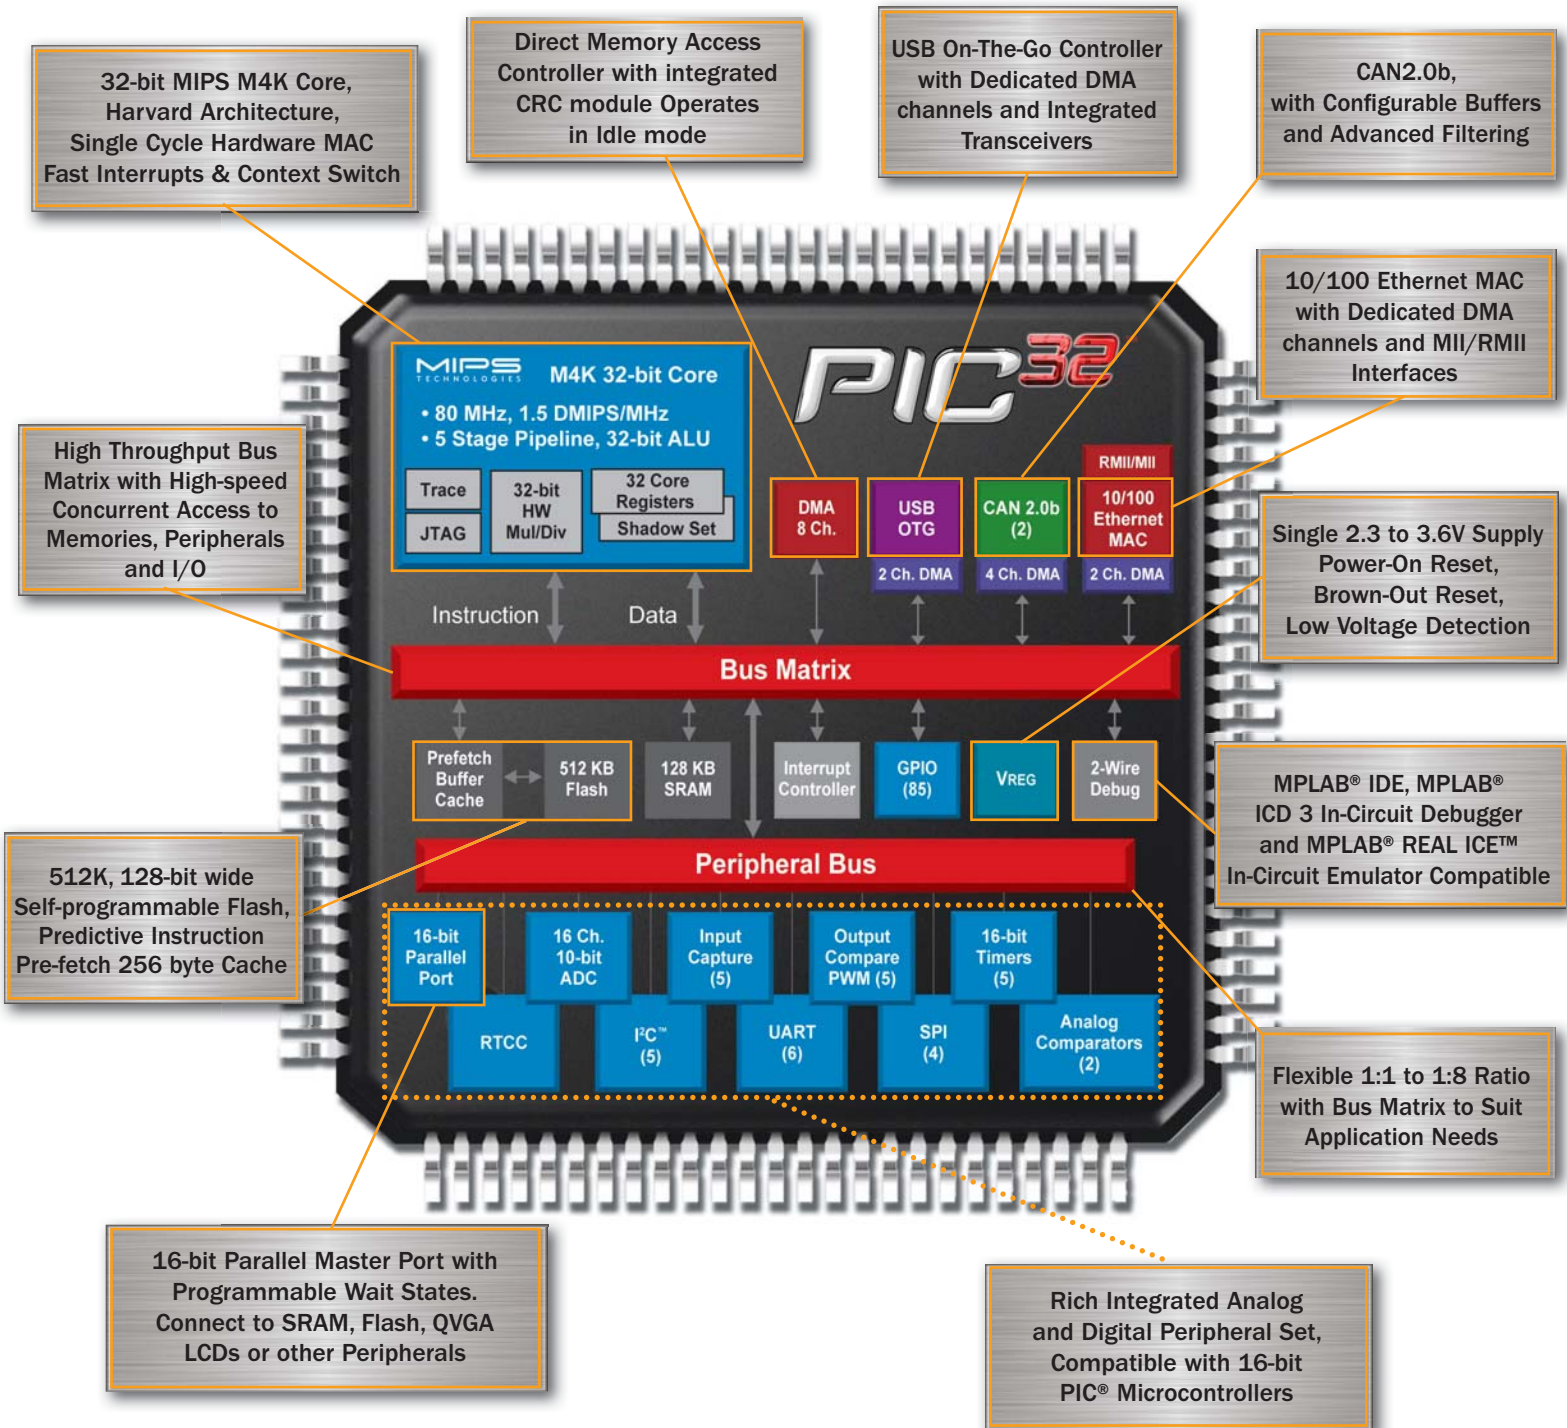 32-bit MIPS M4K Core,
Harvard Architecture,
Single Cycle Hardware MAC
Fast Interrupts & Context Switch
Direct Memory Access
Controller with integrated
CRC module Operates
in Idle mode
USB On-The-Go Controller
with Dedicated DMA
channels and Integrated
Transceivers
CAN2.0b,
with Configurable Buffers
and Advanced Filtering
10/100 Ethernet MAC
with Dedicated DMA
channels and MII/RMII
Interfaces
MIPS
TECHNOLOGIES
M4K 32-bit Core
• 80 MHz, 1.5 DMIPS/MHz
• 5 Stage Pipeline, 32-bit ALU
Trace
JTAG
32-bit
HW
Mul/Div
32 Core
Registers
Shadow Set
PIC32
High Throughput Bus
Matrix with High-speed
Concurrent Access to
Memories, Peripherals
and I/O
DMA
8 Ch.
USB
OTG
2 Ch. DMA
CAN 2.0b
(2)
4 Ch. DMA
RMII/MII
10/100
Ethernet
MAC
2 Ch. DMA
Single 2.3 to 3.6V Supply
Power-On Reset,
Brown-Out Reset,
Low Voltage Detection
Instruction
Data
Bus Matrix
Prefetch
Buffer
Cache
512 KB
Flash
128 KB
SRAM
Interrupt
Controller
GPIO
(85)
VREG
2-Wire
Debug
MPLAB® IDE, MPLAB®
ICD 3 In-Circuit Debugger
and MPLAB® REAL ICE™
In-Circuit Emulator Compatible
Peripheral Bus
512K, 128-bit wide
Self-programmable Flash,
Predictive Instruction
Pre-fetch 256 byte Cache
16-bit
Parallel
Port
16 Ch.
10-bit
ADC
Input
Capture
(5)
Output
Compare
PWM (5)
16-bit
Timers
(5)
RTCC
I²C™
(5)
UART
(6)
SPI
(4)
Analog
Comparators
(2)
Flexible 1:1 to 1:8 Ratio
with Bus Matrix to Suit
Application Needs
16-bit Parallel Master Port with
Programmable Wait States.
Connect to SRAM, Flash, QVGA
LCDs or other Peripherals
Rich Integrated Analog
and Digital Peripheral Set,
Compatible with 16-bit
PIC® Microcontrollers